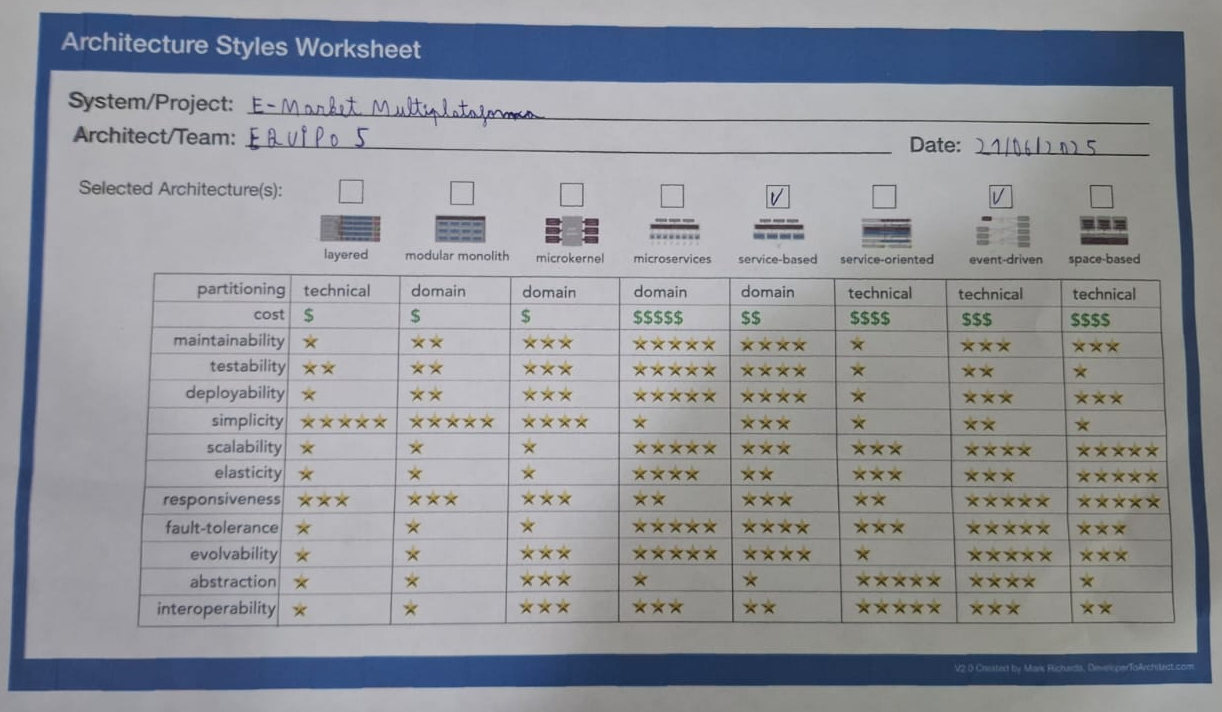 Architecture Styles Worksheet
System/Project: E-Market Multiplataforma
Architect/Team: EQUIPO 5
Date: 21/06/2025
Selected Architecture(s):
layered modular monolith microkernel microservices service-based service-oriented event-driven space-based
partitioning technical domain domain domain domain technical technical technical
cost $ $ $ $$$$$ $$ $$$$ $$$ $$$$
maintainability ★ ★★ ★★★ ★★★★★ ★★★★ ★ ★★★ ★★★
testability ★★ ★★ ★★★ ★★★★★ ★★★★ ★ ★★ ★
deployability ★ ★★ ★★★ ★★★★★ ★★★★ ★ ★★★ ★★★
simplicity ★★★★★ ★★★★★ ★★★★ ★ ★★★ ★ ★★ ★
scalability ★ ★ ★ ★★★★★ ★★★ ★★★ ★★★★ ★★★★★
elasticity ★ ★ ★ ★★★★ ★★ ★★★ ★★★ ★★★★★
responsiveness ★★★ ★★★ ★★★ ★★ ★★★ ★★ ★★★★★ ★★★★★
fault-tolerance ★ ★ ★ ★★★★★ ★★★★ ★★★ ★★★★★ ★★★
evolvability ★ ★ ★★★ ★★★★★ ★★★★ ★ ★★★★★ ★★★
abstraction ★ ★ ★★★ ★ ★ ★★★★★ ★★★★ ★
interoperability ★ ★ ★★★ ★★★ ★★ ★★★★★ ★★★ ★★
V2.0 Created by Mark Richards, DeveloperToArchitect.com